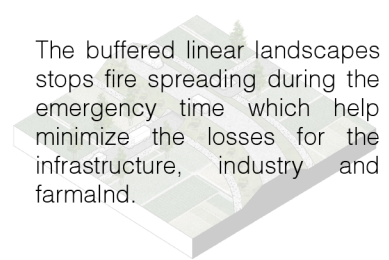 The buffered linear landscapes
stops fire spreading during the
emergency time which help
minimize the losses for the
infrastructure, industry and
farmalnd.